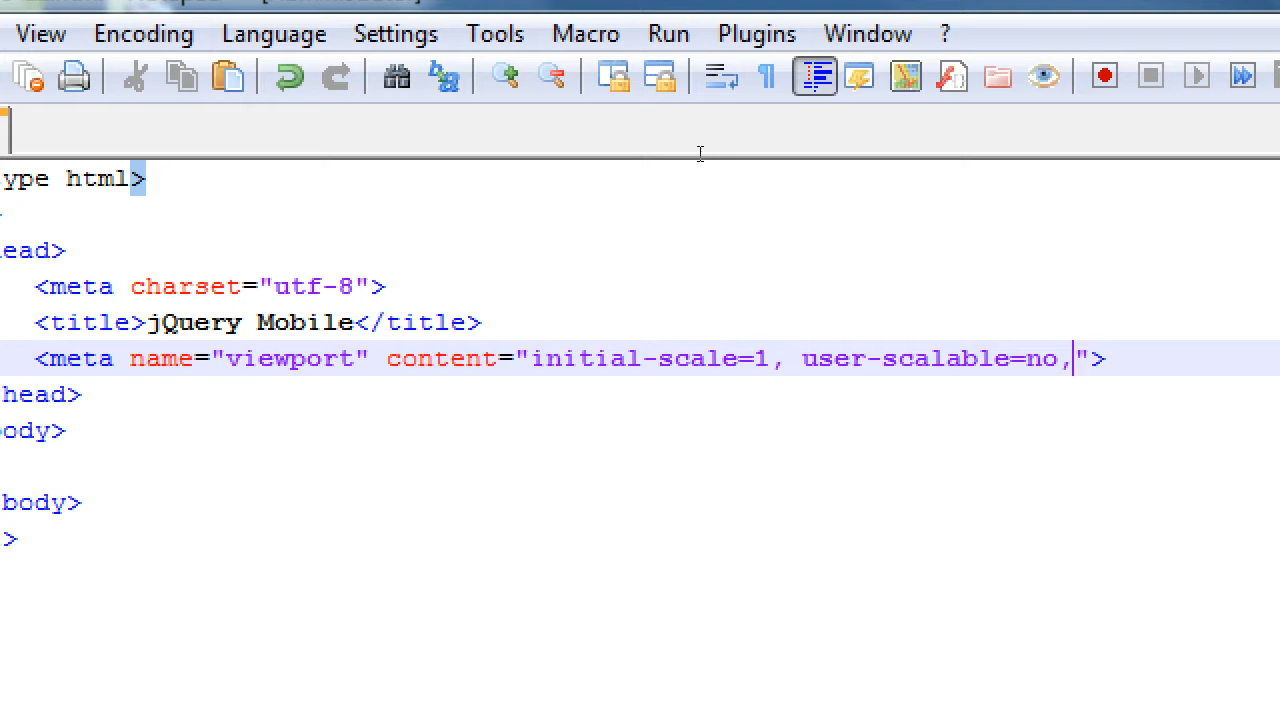 View Encoding Language Settings Tools Macro Run Plugins Window ?
ype html>
ead>
<meta charset="utf-8">
<title>jQuery Mobile</title>
<meta name="viewport" content="initial-scale=1, user-scalable=no,">
head>
ody>
body>
>